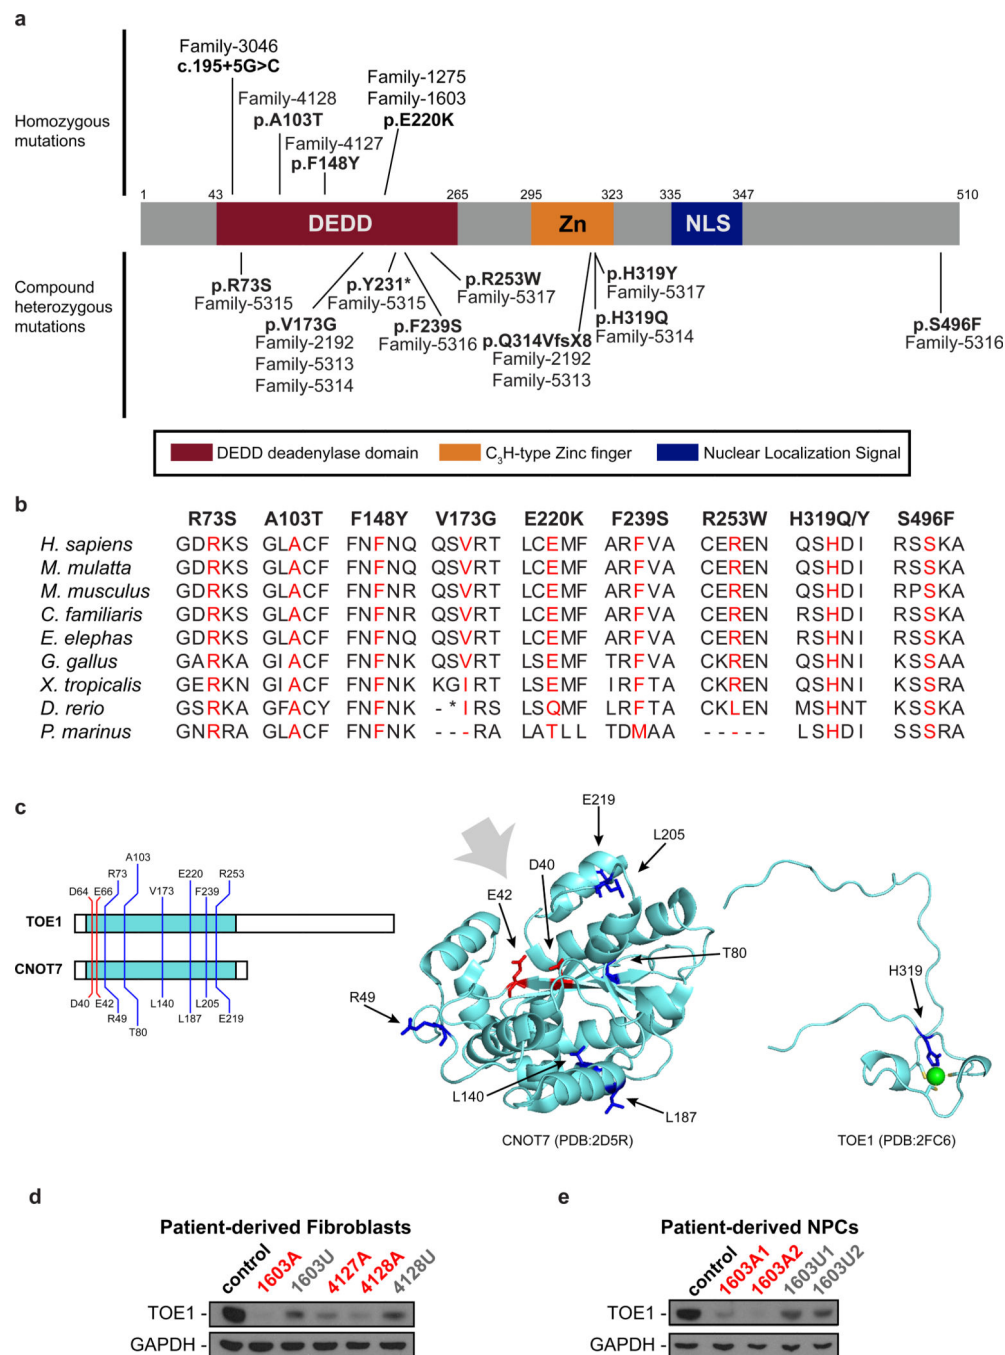 a
Family-3046
c.195+5G>C
Family-4128
p.A103T
Family-4127
p.F148Y
Family-1275
Family-1603
p.E220K
Homozygous
mutations
1 43 265 295 323 335 347 510
DEDD Zn NLS
Compound
heterozygous
mutations
p.R73S
Family-5315
p.V173G
Family-2192
Family-5313
Family-5314
p.Y231*
Family-5315
p.F239S
Family-5316
p.R253W
Family-5317
p.Q314VfsX8
Family-2192
Family-5313
p.H319Y
Family-5317
p.H319Q
Family-5314
p.S496F
Family-5316
DEDD deadenylase domain C3H-type Zinc finger Nuclear Localization Signal
b
R73S A103T F148Y V173G E220K F239S R253W H319Q/Y S496F
H. sapiens GDRKS GLACF FNFNQ QSVRT LCEMF ARFVA CEREN QSHDI RSSKA
M. mulatta GDRKS GLACF FNFNQ QSVRT LCEMF ARFVA CEREN QSHDI RSSKA
M. musculus GDRKS GLACF FNFNR QSVRT LCEMF ARFVA CEREN QSHDI RPSKA
C. familiaris GDRKS GLACF FNFNR QSVRT LCEMF ARFVA CEREN QSHDI RSSKA
E. elephas GDRKS GLACF FNFNQ QSVRT LCEMF ARFVA CEREN RSHNI RSSKA
G. gallus GARKA GIACF FNFNK QSVRT LSEMF TRFVA CKREN QSHNI KSSAA
X. tropicalis GERKN GIACF FNFNK KGIRT LSEMF IRFTA CKREN QSHNI KSSRA
D. rerio GSRKA GFACY FNFNK -*IRS LSQMF LRFTA CKLEN MSHNT KSSKA
P. marinus GNRRA GLACF FNFNK ---RA LATLL TDMAA ----- LSHDI SSSRA
c
D64 E66 R73 A103 V173 E220 F239 R253
TOE1
CNOT7
D40 E42 R49 T80 L140 L187 L205 E219
E219
L205
D40
E42
T80
R49
L140
L187
CNOT7 (PDB:2D5R)
H319
TOE1 (PDB:2FC6)
d
Patient-derived Fibroblasts
control 1603A 1603U 4127A 4128A 4128U
TOE1 -
GAPDH -
e
Patient-derived NPCs
control 1603A1 1603A2 1603U1 1603U2
TOE1 -
GAPDH -